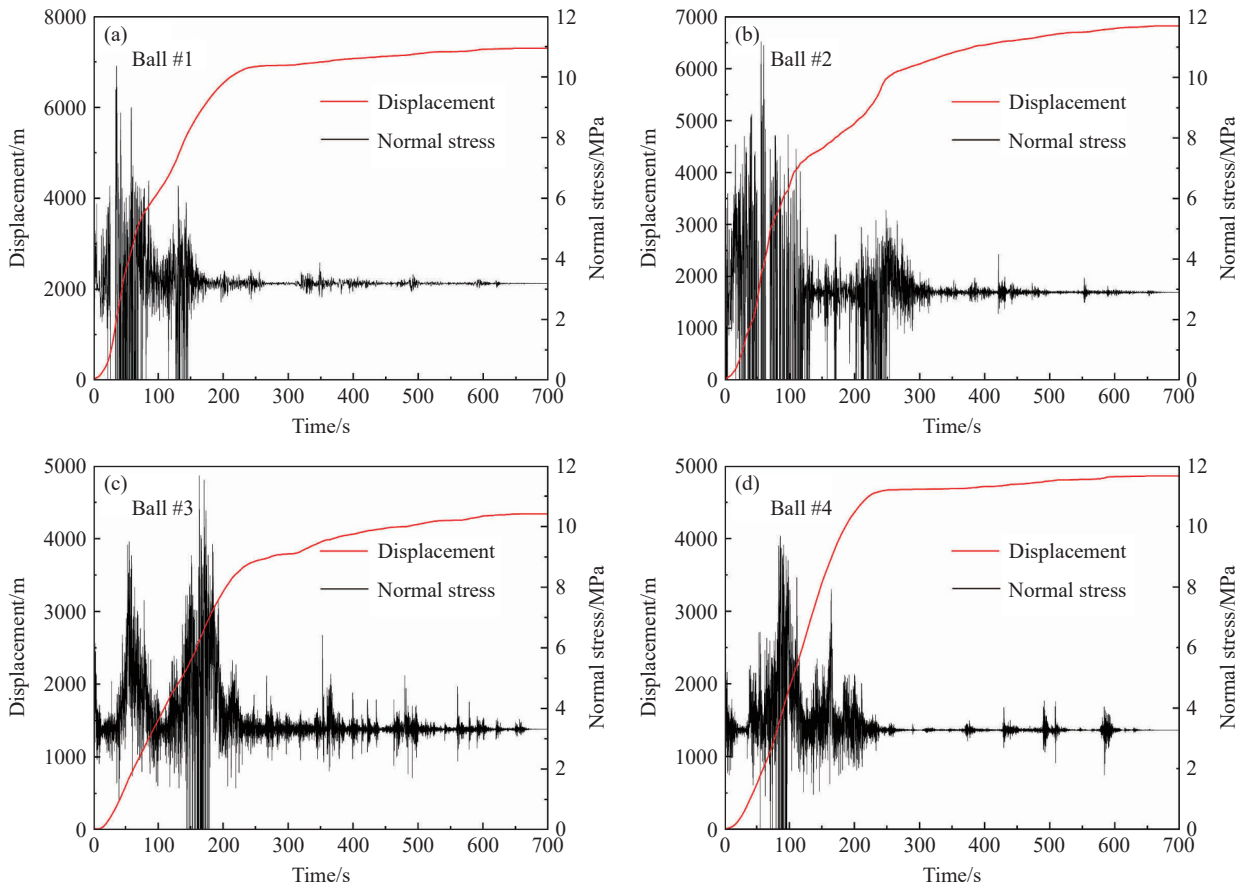 (a)
Ball #1
Displacement
Normal stress
8000
6000
4000
2000
0
12
10
8
6
4
2
0
0 100 200 300 400 500 600 700
Displacement/m
Normal stress/MPa
Time/s
(b)
Ball #2
Displacement
Normal stress
7000
6000
5000
4000
3000
2000
1000
0
12
10
8
6
4
2
0
0 100 200 300 400 500 600 700
Displacement/m
Normal stress/MPa
Time/s
(c)
Ball #3
Displacement
Normal stress
5000
4000
3000
2000
1000
0
12
10
8
6
4
2
0
0 100 200 300 400 500 600 700
Displacement/m
Normal stress/MPa
Time/s
(d)
Ball #4
Displacement
Normal stress
5000
4000
3000
2000
1000
0
12
10
8
6
4
2
0
0 100 200 300 400 500 600 700
Displacement/m
Normal stress/MPa
Time/s